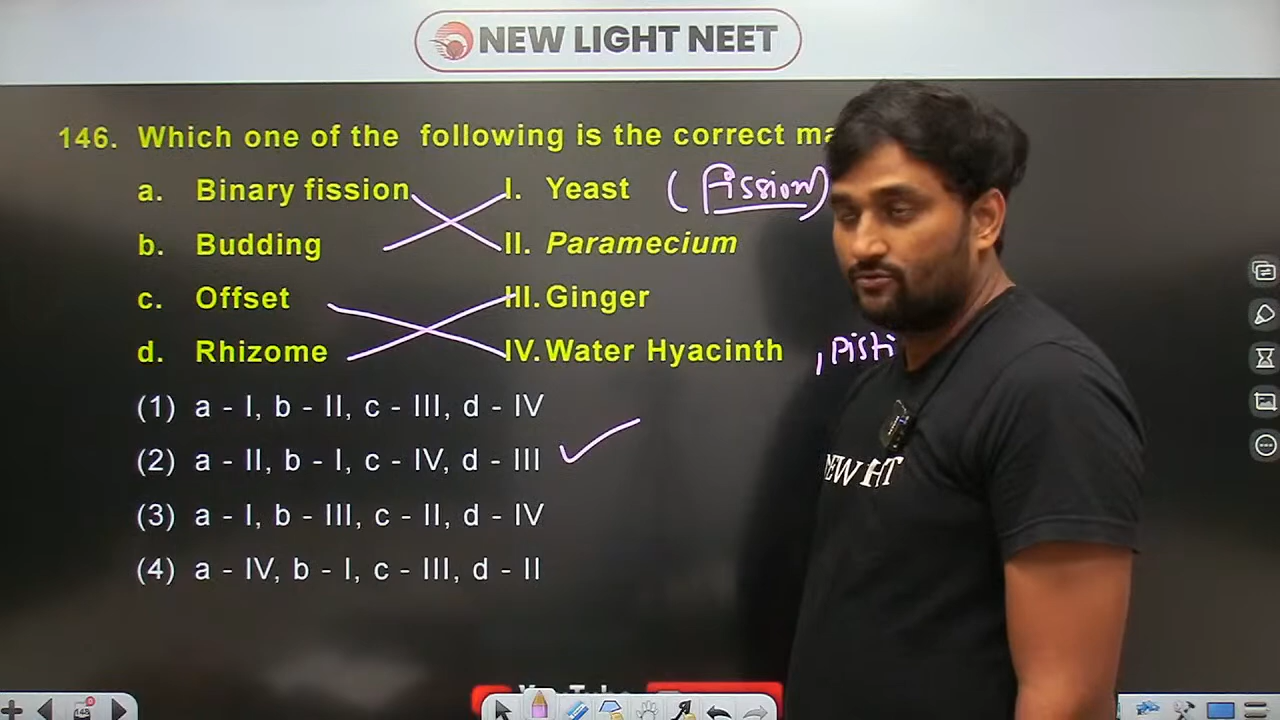 NEW LIGHT NEET
146. Which one of the following is the correct
a. Binary fission I. Yeast (Fission)
b. Budding II. Paramecium
c. Offset III. Ginger
d. Rhizome IV. Water Hyacinth , Pisti
(1) a - I, b - II, c - III, d - IV
(2) a - II, b - I, c - IV, d - III
(3) a - I, b - III, c - II, d - IV
(4) a - IV, b - I, c - III, d - II